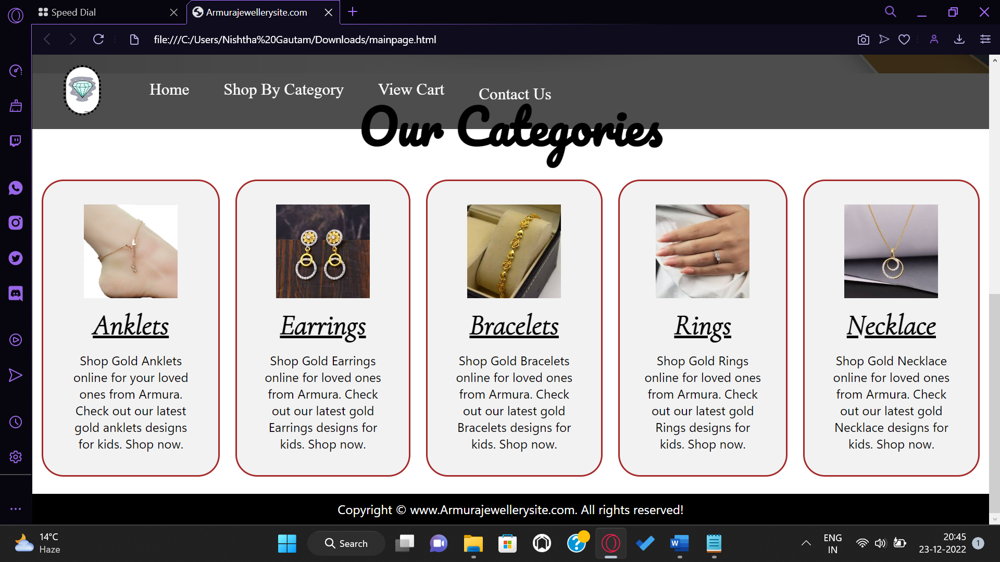 Speed Dial
Armurajewellerysite.com
file:///C:/Users/Nishtha%20Gautam/Downloads/mainpage.html
Home Shop By Category View Cart Contact Us
Our Categories
Anklets
Shop Gold Anklets
online for your loved
ones from Armura.
Check out our latest
gold anklets designs
for kids. Shop now.
Earrings
Shop Gold Earrings
online for loved ones
from Armura. Check
out our latest gold
Earrings designs for
kids. Shop now.
Bracelets
Shop Gold Bracelets
online for loved ones
from Armura. Check
out our latest gold
Bracelets designs for
kids. Shop now.
Rings
Shop Gold Rings
online for loved ones
from Armura. Check
out our latest gold
Rings designs for
kids. Shop now.
Necklace
Shop Gold Necklace
online for loved ones
from Armura. Check
out our latest gold
Necklace designs for
kids. Shop now.
Copyright © www.Armurajewellerysite.com. All rights reserved!
14°C
Haze
Search
W
ENG
IN
20:45
23-12-2022
1